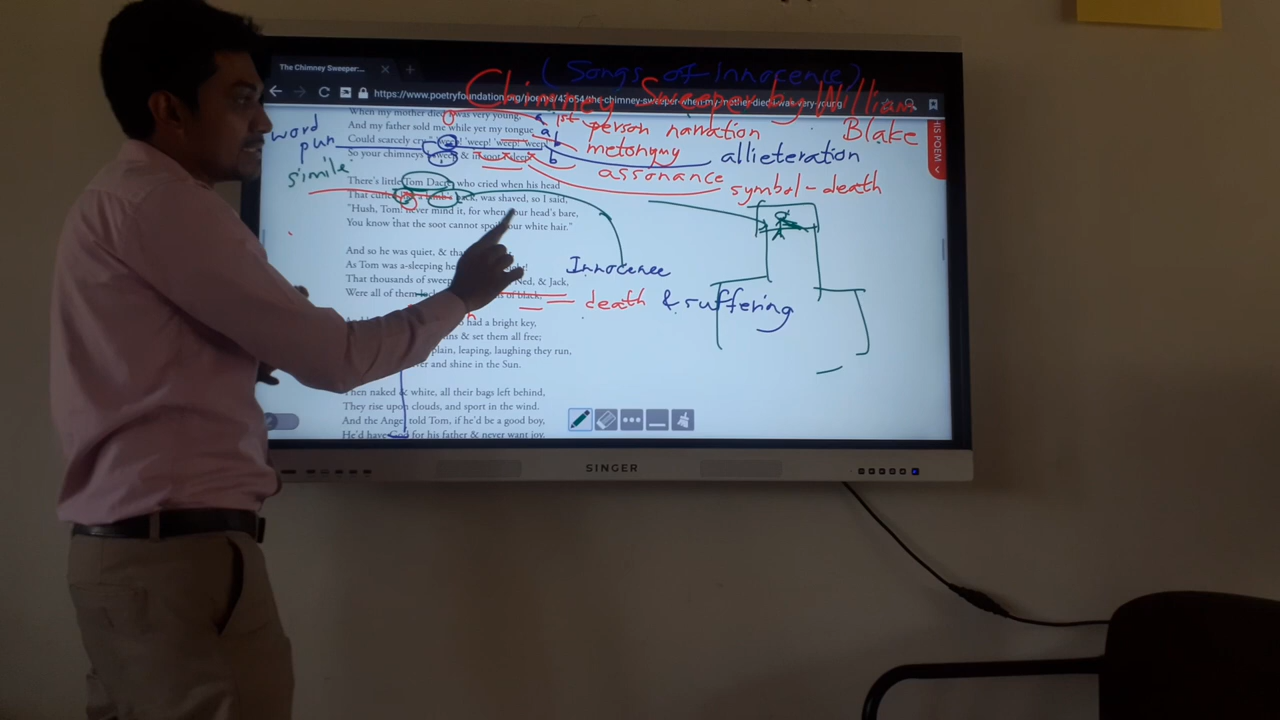 The Chimney Sweeper:...
(Songs of Innocence)
Chimney Sweeper by William
Blake
https://www.poetryfoundation.org/poems/43654/the-chimney-sweeper-when-my-mother-died-i-was-very-young
HIS POEM
When my mother died I was very young, a 1st person narration
And my father sold me while yet my tongue a metonymy
Could scarcely cry " 'weep! 'weep! 'weep! 'weep! b allieteration
So your chimneys I sweep & in soot I sleep. b
word pun
simile
assonance
symbol - death
There's little Tom Dacre, who cried when his head
That curled a lamb's back, was shaved, so I said,
"Hush, Tom! never mind it, for when your head's bare,
You know that the soot cannot spoil your white hair."
And so he was quiet, & tha
As Tom was a-sleeping he
That thousands of sweep Ned, & Jack,
Were all of them of black,
Innocence
= death & suffering
had a bright key,
& set them all free;
plain, leaping, laughing they run,
and shine in the Sun.
Then naked & white, all their bags left behind,
They rise upon clouds, and sport in the wind.
And the Angel told Tom, if he'd be a good boy,
He'd have God for his father & never want joy.
SINGER